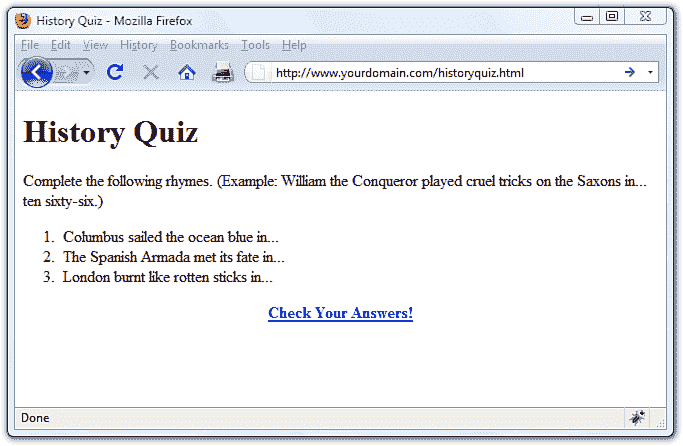 History Quiz - Mozilla Firefox
File Edit View History Bookmarks Tools Help
http://www.yourdomain.com/historyquiz.html
History Quiz
Complete the following rhymes. (Example: William the Conqueror played cruel tricks on the Saxons in...
ten sixty-six.)
1. Columbus sailed the ocean blue in...
2. The Spanish Armada met its fate in...
3. London burnt like rotten sticks in...
Check Your Answers!
Done